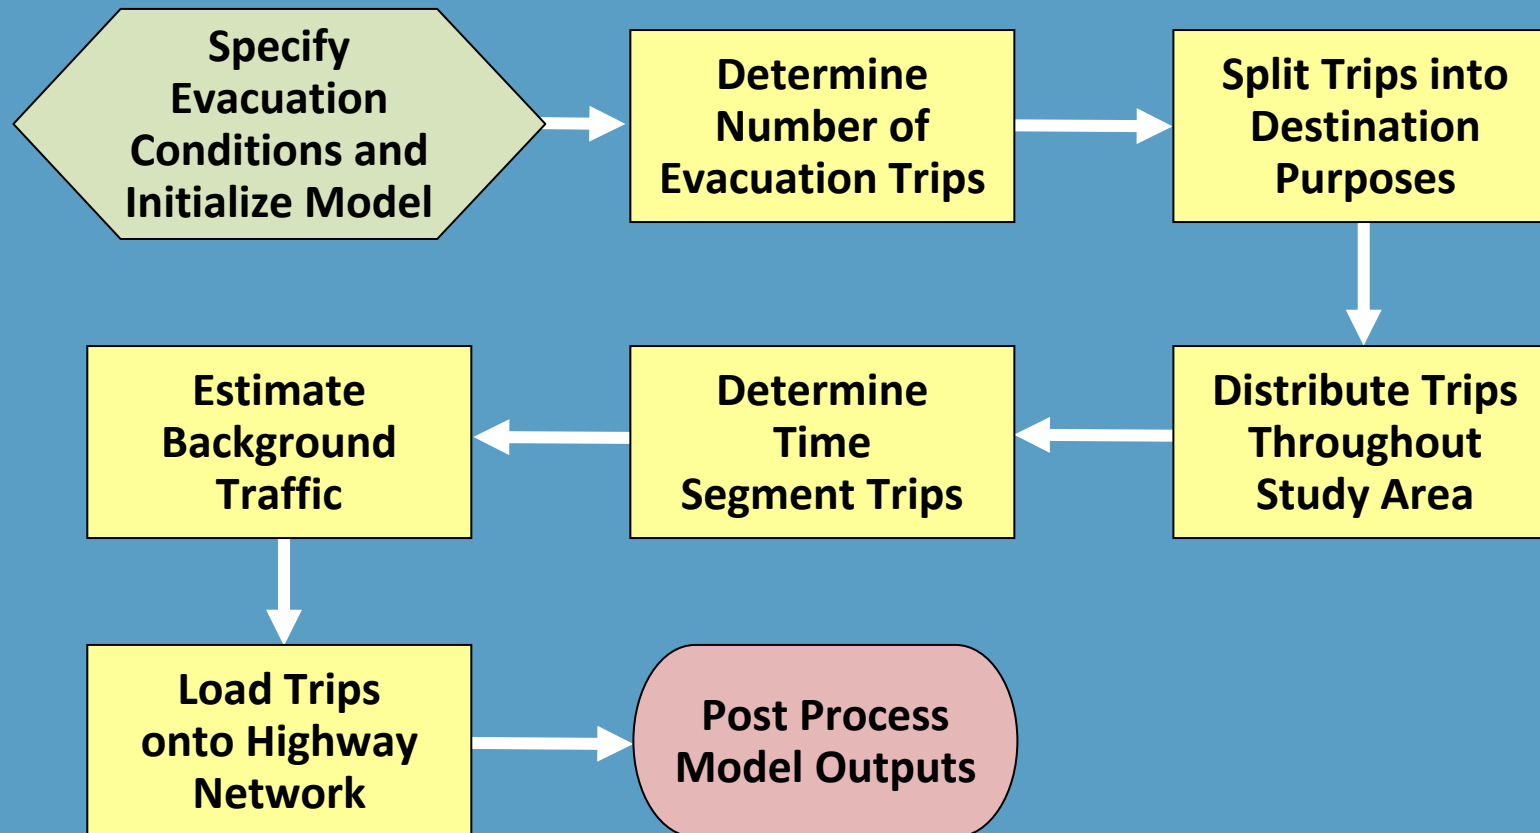 Specify
Evacuation
Conditions and
Initialize Model
Determine
Number of
Evacuation Trips
Split Trips into
Destination
Purposes
Distribute Trips
Throughout
Study Area
Determine
Time
Segment Trips
Estimate
Background
Traffic
Load Trips
onto Highway
Network
Post Process
Model Outputs